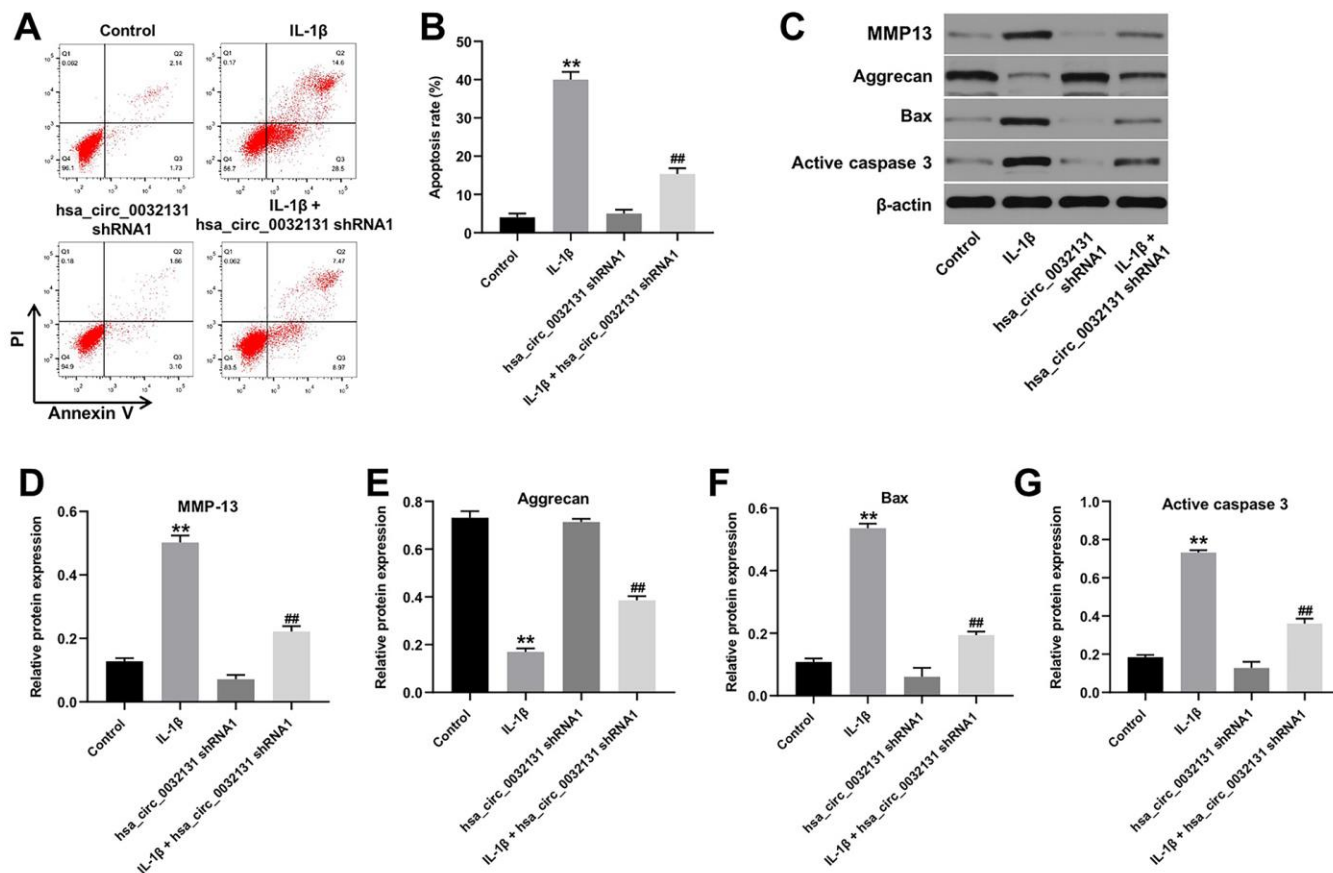 A
Control
IL-1β
Q1
0.062
Q2
2.14
Q4
96.1
Q3
1.73
Q1
0.17
Q2
14.6
Q4
56.7
Q3
28.5
hsa_circ_0032131
shRNA1
IL-1β +
hsa_circ_0032131 shRNA1
Q1
0.18
Q2
1.86
Q4
94.9
Q3
3.10
Q1
0.062
Q2
7.47
Q4
83.5
Q3
8.97
PI
Annexin V
B
Apoptosis rate (%)
50
40
30
20
10
0
**
##
Control
IL-1β
hsa_circ_0032131 shRNA1
IL-1β + hsa_circ_0032131 shRNA1
C
MMP13
Aggrecan
Bax
Active caspase 3
β-actin
Control
IL-1β
hsa_circ_0032131
shRNA1
IL-1β +
hsa_circ_0032131 shRNA1
D
MMP-13
Relative protein expression
0.6
0.4
0.2
0.0
**
##
Control
IL-1β
hsa_circ_0032131 shRNA1
IL-1β + hsa_circ_0032131 shRNA1
E
Aggrecan
Relative protein expression
0.8
0.6
0.4
0.2
0.0
**
##
Control
IL-1β
hsa_circ_0032131 shRNA1
IL-1β + hsa_circ_0032131 shRNA1
F
Bax
Relative protein expression
0.6
0.4
0.2
0.0
**
##
Control
IL-1β
hsa_circ_0032131 shRNA1
IL-1β + hsa_circ_0032131 shRNA1
G
Active caspase 3
Relative protein expression
1.0
0.8
0.6
0.4
0.2
0.0
**
##
Control
IL-1β
hsa_circ_0032131 shRNA1
IL-1β + hsa_circ_0032131 shRNA1